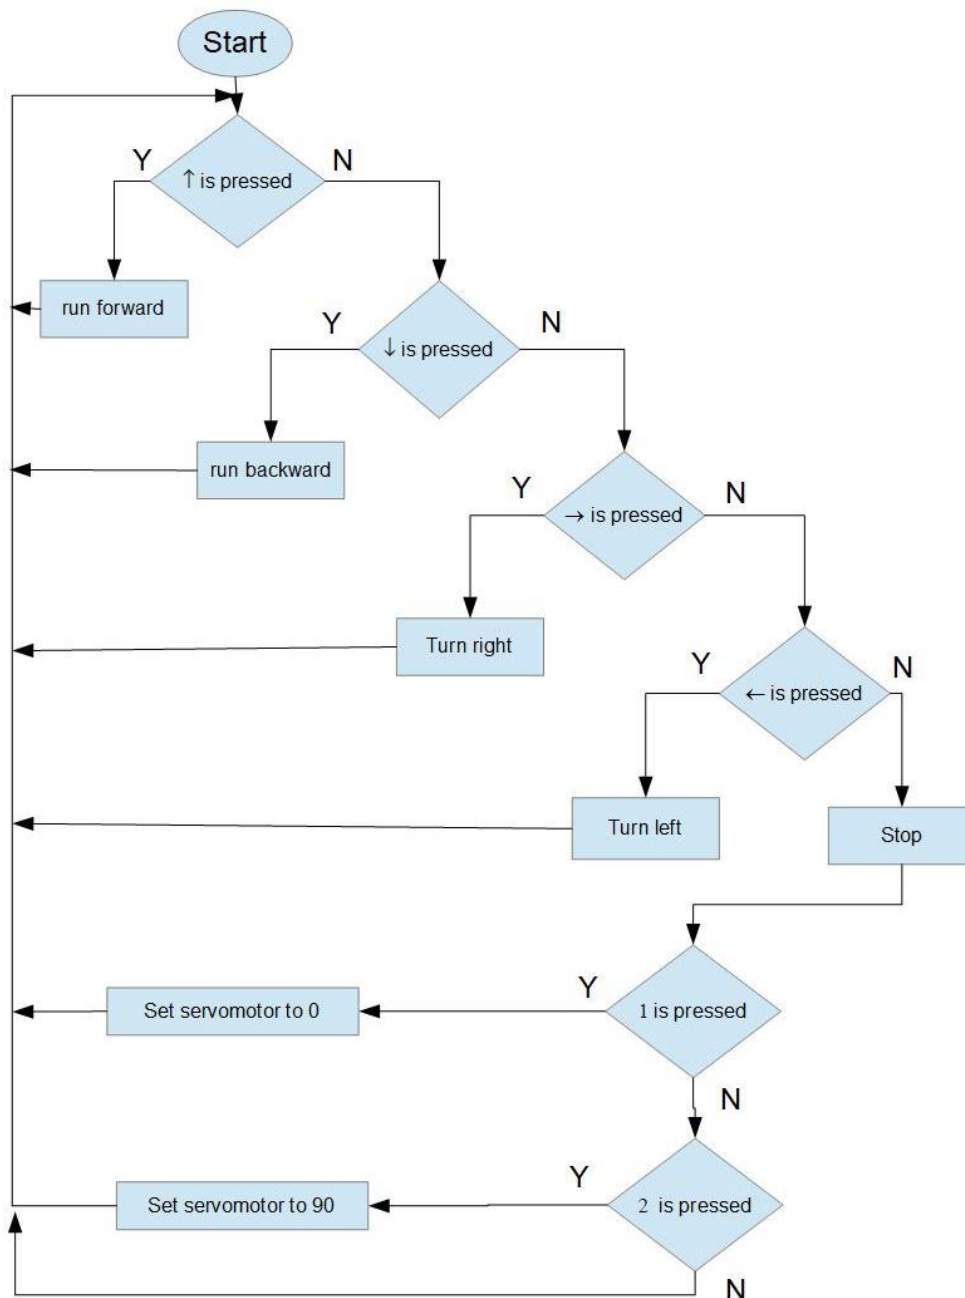 Start
Y
N
↑ is pressed
run forward
Y
N
↓ is pressed
run backward
Y
N
→ is pressed
Turn right
Y
N
← is pressed
Turn left
Stop
Y
Set servomotor to 0
1 is pressed
N
Y
Set servomotor to 90
2 is pressed
N